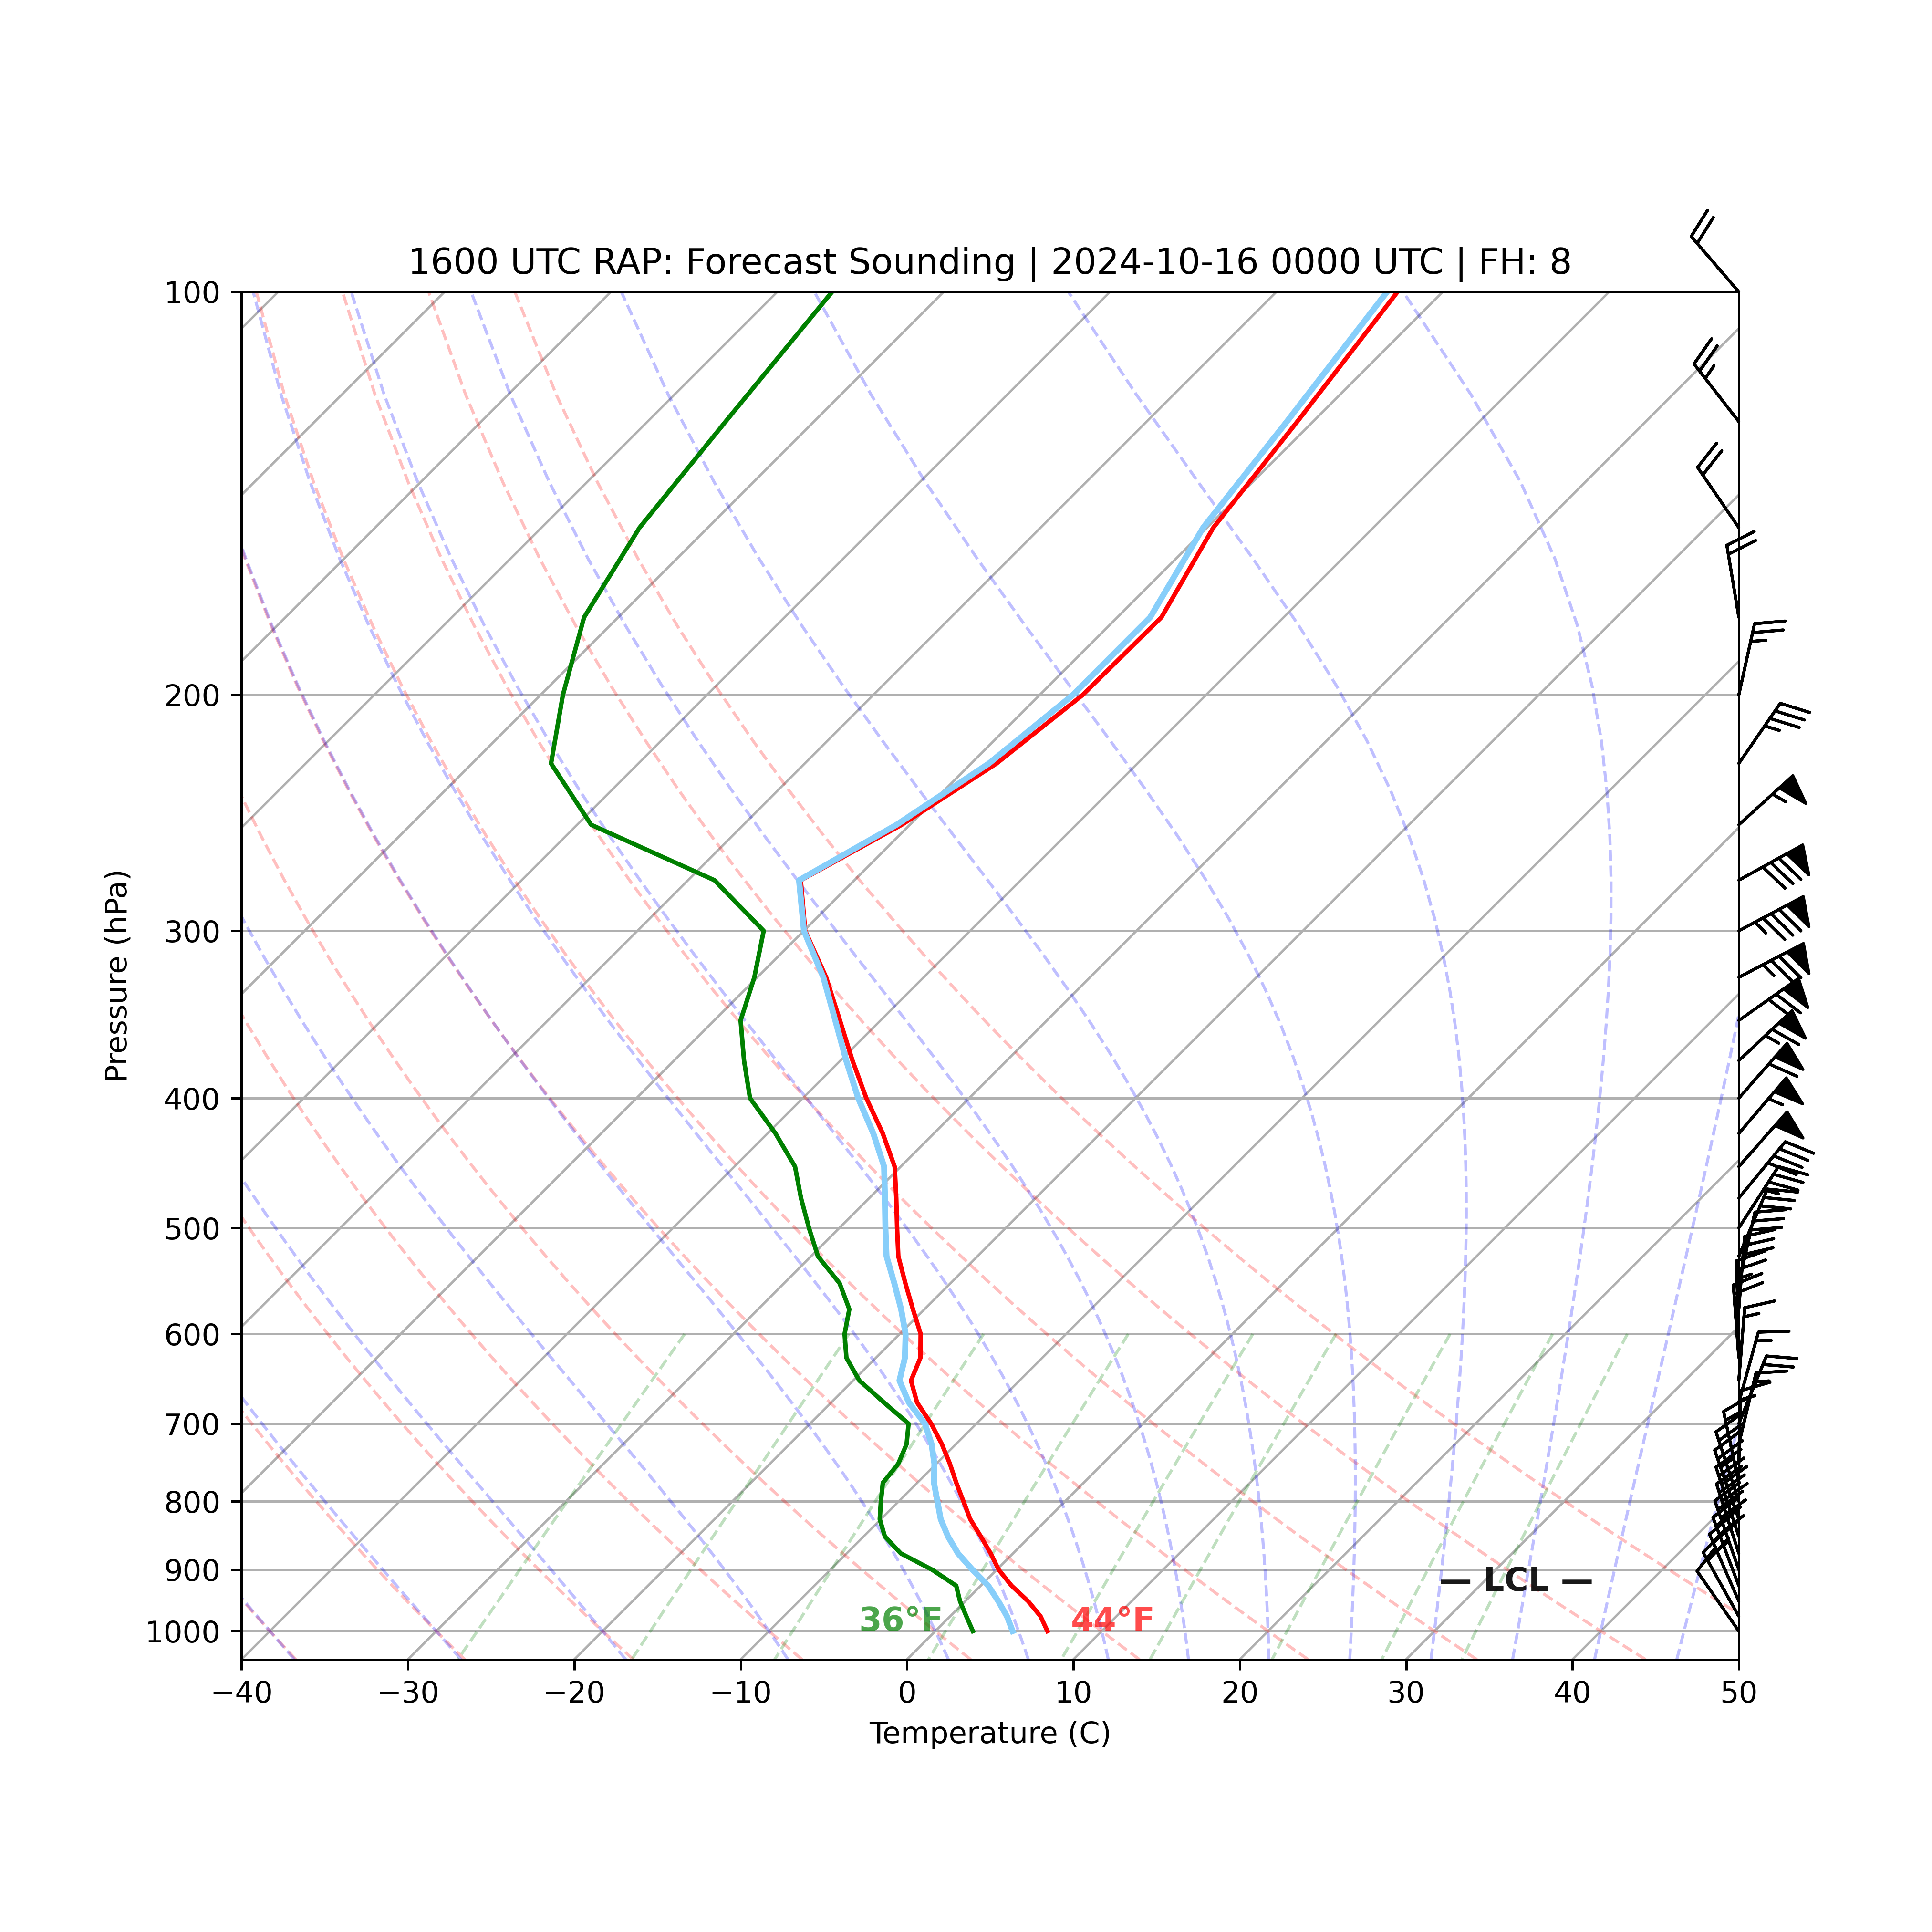 1600 UTC RAP: Forecast Sounding | 2024-10-16 0000 UTC | FH: 8
100
200
300
400
500
600
700
800
900
1000
Pressure (hPa)
— LCL —
36°F
44°F
−40 −30 −20 −10 0 10 20 30 40 50
Temperature (C)